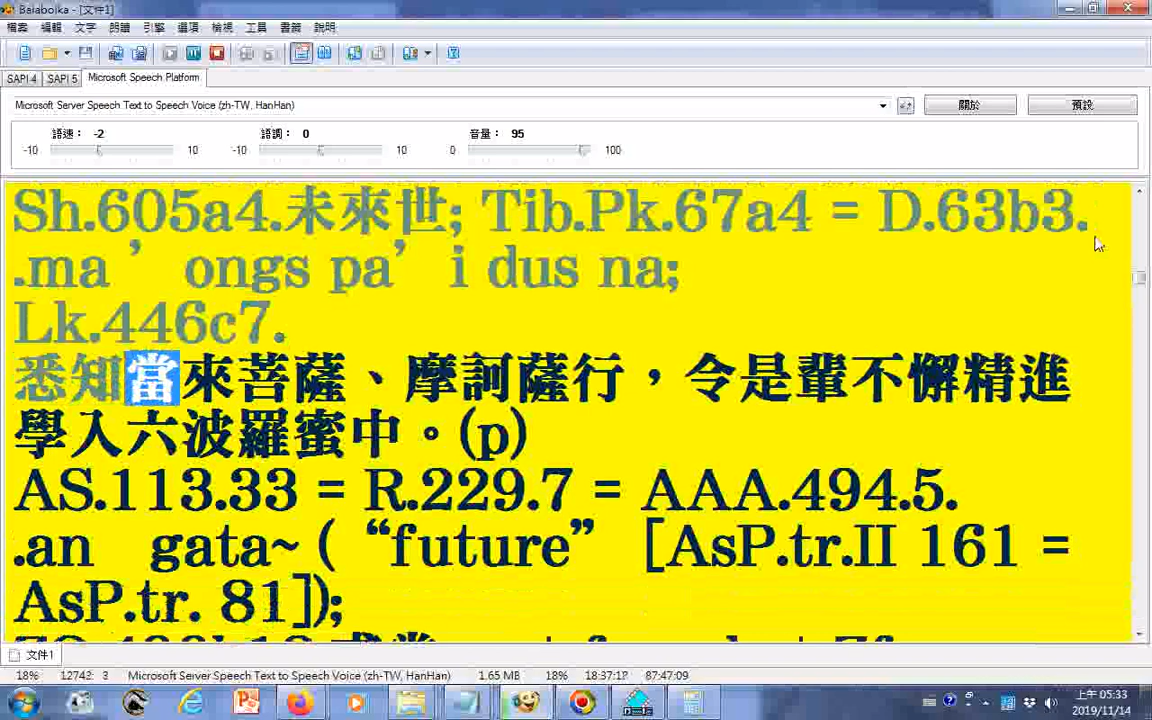 Balabolka - [文件1]
檔案 編輯 文字 朗讀 引擎 選項 檢視 工具 書籤 說明
SAPI 4 SAPI 5 Microsoft Speech Platform
Microsoft Server Speech Text to Speech Voice (zh-TW, HanHan) 關於 預設
語速： -2 語調： 0 音量： 95
-10 10 -10 10 0 100
Sh.605a4.未來世; Tib.Pk.67a4 = D.63b3.
.ma ’ongs pa’i dus na;
Lk.446c7.
悉知當來菩薩、摩訶薩行，令是輩不懈精進
學入六波羅蜜中。(p)
AS.113.33 = R.229.7 = AAA.494.5.
.an gata~ (“future” [AsP.tr.II 161 =
AsP.tr. 81]);
文件1
18% 12742: 3 Microsoft Server Speech Text to Speech Voice (zh-TW, HanHan) 1.65 MB 18% 18:37:17 87:47:09
上午 05:33
2019/11/14